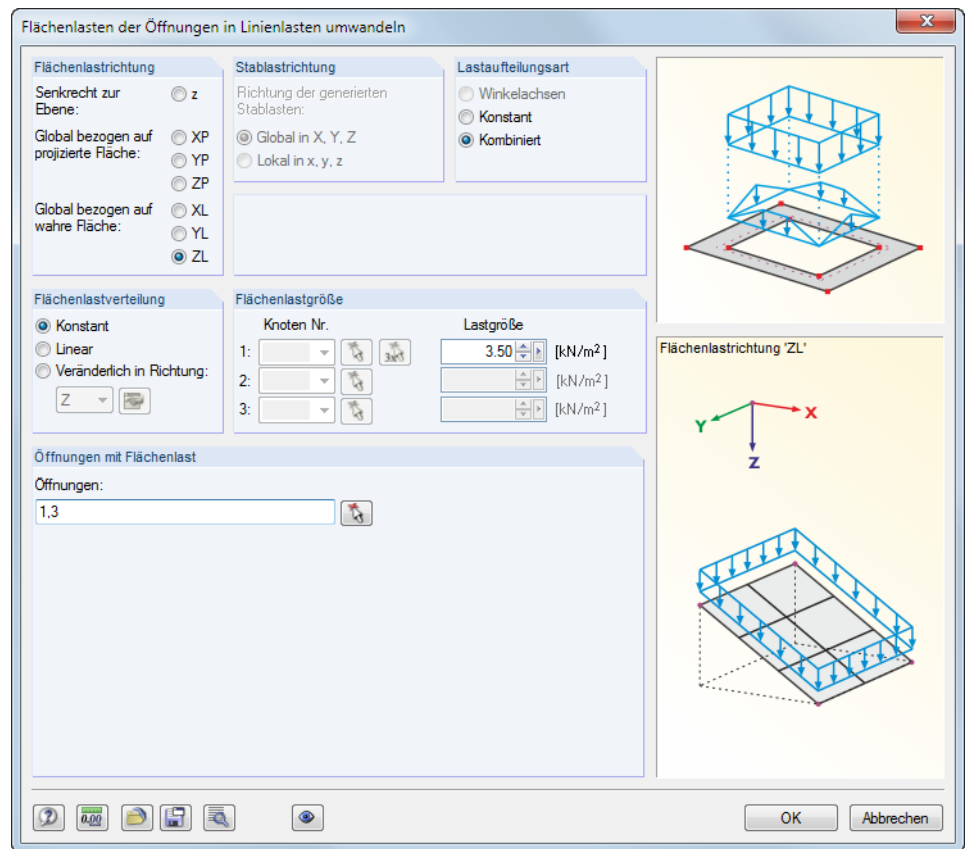 Flächenlasten der Öffnungen in Linienlasten umwandeln
Flächenlastrichtung
Senkrecht zur
Ebene:
z
Global bezogen auf
projizierte Fläche:
XP
YP
ZP
Global bezogen auf
wahre Fläche:
XL
YL
ZL
Stablastrichtung
Richtung der generierten
Stablasten:
Global in X, Y, Z
Lokal in x, y, z
Lastaufteilungsart
Winkelachsen
Konstant
Kombiniert
Flächenlastverteilung
Konstant
Linear
Veränderlich in Richtung:
Z
Flächenlastgröße
Knoten Nr. Lastgröße
1: 3x 3.50 [kN/m²]
2: [kN/m²]
3: [kN/m²]
Öffnungen mit Flächenlast
Öffnungen:
1,3
Flächenlastrichtung 'ZL'
Y X
Z
0.00
OK Abbrechen